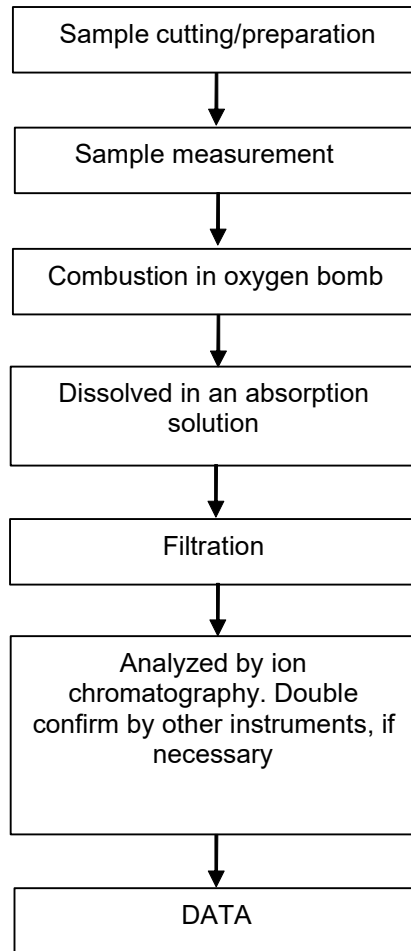 Sample cutting/preparation
Sample measurement
Combustion in oxygen bomb
Dissolved in an absorption
solution
Filtration
Analyzed by ion
chromatography. Double
confirm by other instruments, if
necessary
DATA